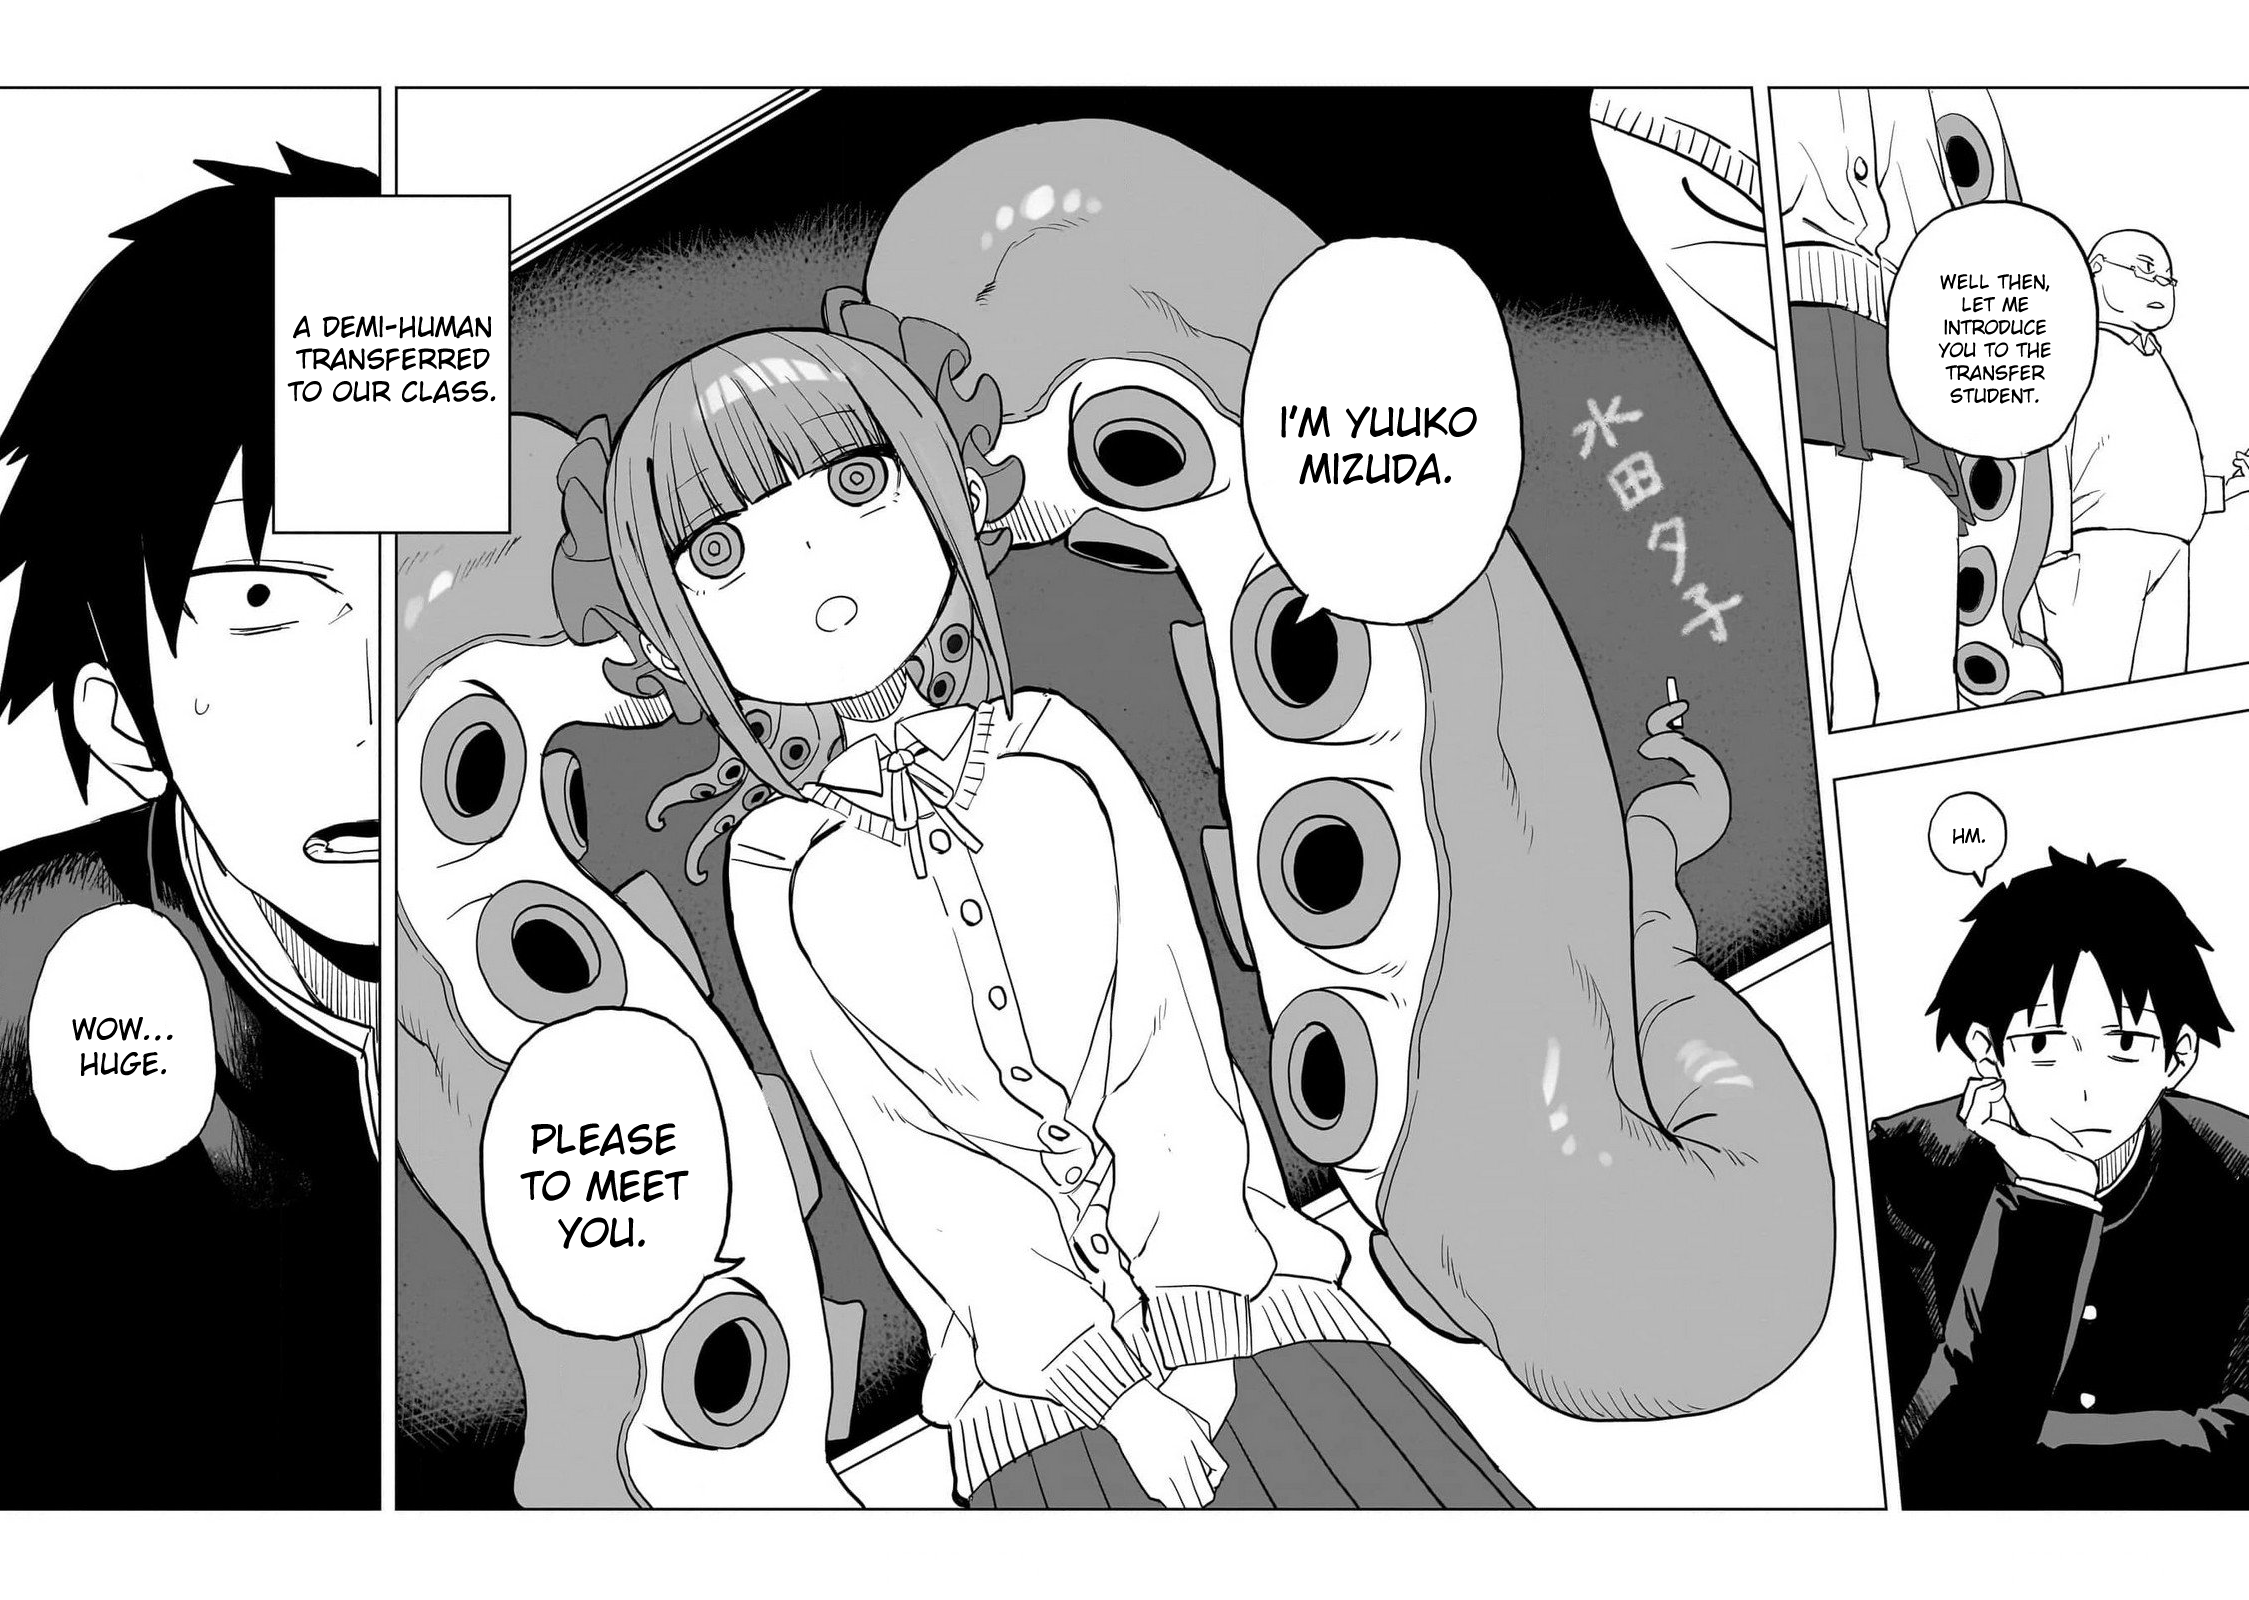 WELL THEN,
LET ME
INTRODUCE
YOU TO THE
TRANSFER
STUDENT.
HM.
I'M YUUKO
MIZUDA.
水田夕子
PLEASE
TO MEET
YOU.
A DEMI-HUMAN
TRANSFERRED
TO OUR CLASS.
WOW...
HUGE.